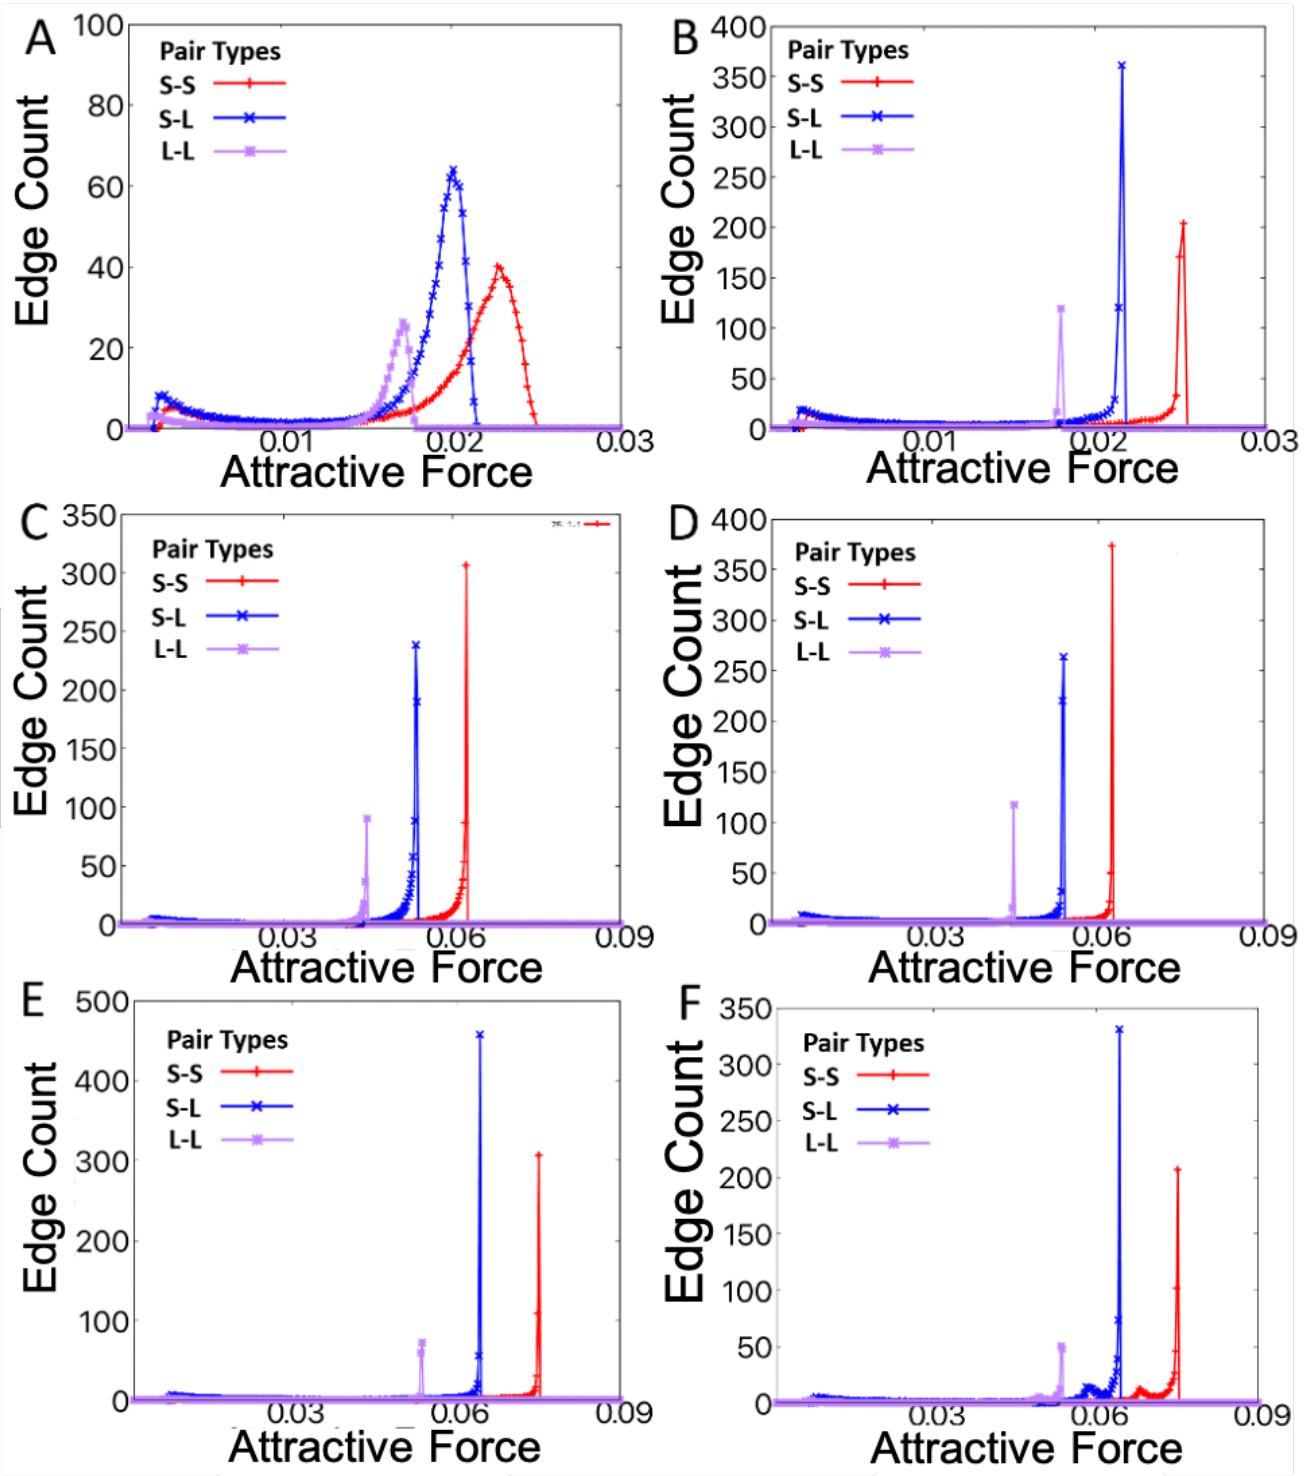 A
Edge Count
100
80
60
40
20
0
Pair Types
S-S
S-L
L-L
0.01
0.02
0.03
Attractive Force
B
Edge Count
400
350
300
250
200
150
100
50
0
Pair Types
S-S
S-L
L-L
0.01
0.02
0.03
Attractive Force
C
Edge Count
350
300
250
200
150
100
50
0
Pair Types
S-S
S-L
L-L
0.03
0.06
0.09
Attractive Force
D
Edge Count
400
350
300
250
200
150
100
50
0
Pair Types
S-S
S-L
L-L
0.03
0.06
0.09
Attractive Force
E
Edge Count
500
400
300
200
100
0
Pair Types
S-S
S-L
L-L
0.03
0.06
0.09
Attractive Force
F
Edge Count
350
300
250
200
150
100
50
0
Pair Types
S-S
S-L
L-L
0.03
0.06
0.09
Attractive Force